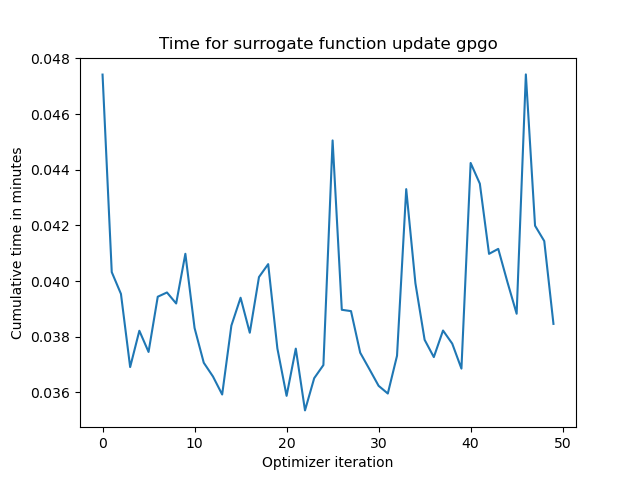 Time for surrogate function update gpgo
Cumulative time in minutes
0.048
0.046
0.044
0.042
0.040
0.038
0.036
0 10 20 30 40 50
Optimizer iteration